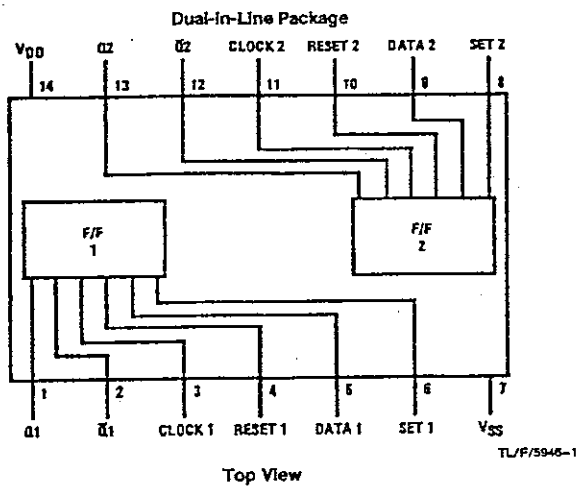 Dual-In-Line Package
VDD Q2 Q̅2 CLOCK 2 RESET 2 DATA 2 SET 2
14 13 12 11 10 9 8
F/F
1
F/F
2
1 2 3 4 5 6 7
Q1 Q̅1 CLOCK 1 RESET 1 DATA 1 SET 1 VSS
TL/F/5946–1
Top View